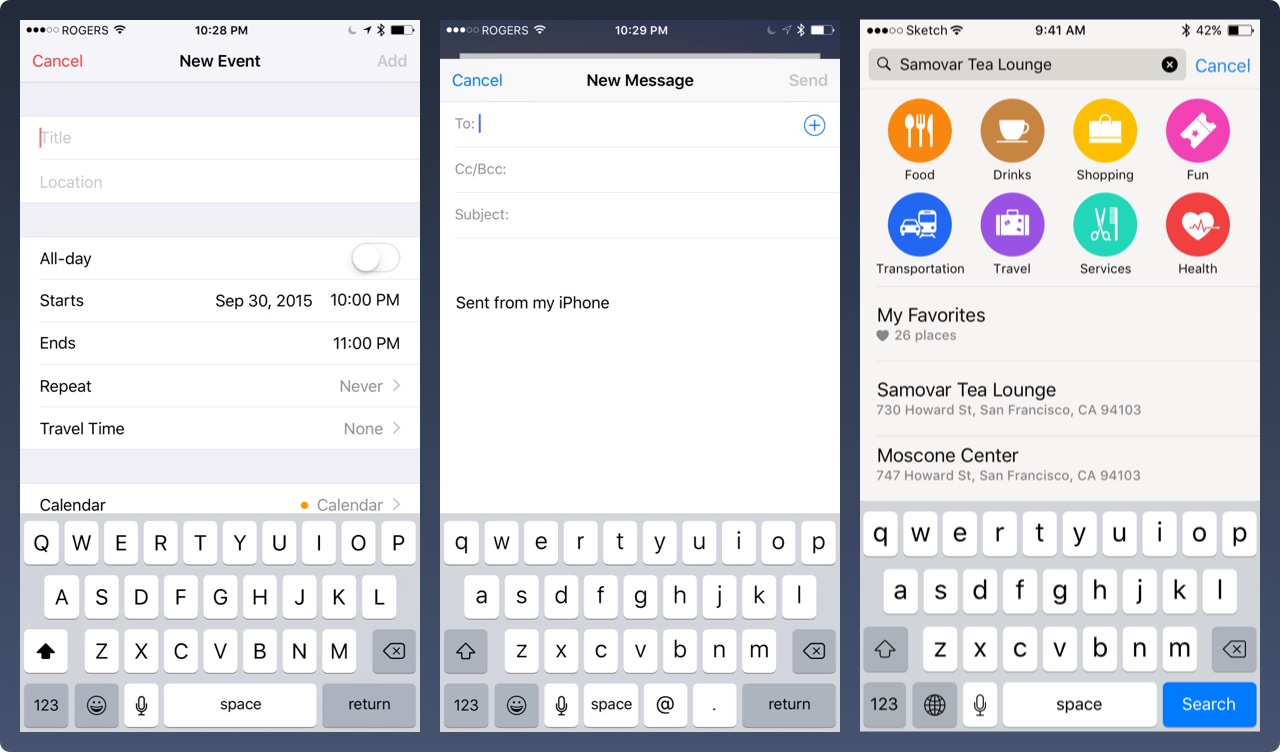 ROGERS 10:28 PM
Cancel New Event Add
Title
Location
All-day
Starts Sep 30, 2015 10:00 PM
Ends 11:00 PM
Repeat Never
Travel Time None
Calendar Calendar
Q W E R T Y U I O P
A S D F G H J K L
Z X C V B N M
123 space return
ROGERS 10:29 PM
Cancel New Message Send
To:
Cc/Bcc:
Subject:
Sent from my iPhone
q w e r t y u i o p
a s d f g h j k l
z x c v b n m
123 space @ . return
Sketch 9:41 AM 42%
Samovar Tea Lounge Cancel
Food Drinks Shopping Fun
Transportation Travel Services Health
My Favorites
26 places
Samovar Tea Lounge
730 Howard St, San Francisco, CA 94103
Moscone Center
747 Howard St, San Francisco, CA 94103
q w e r t y u i o p
a s d f g h j k l
z x c v b n m
123 space Search